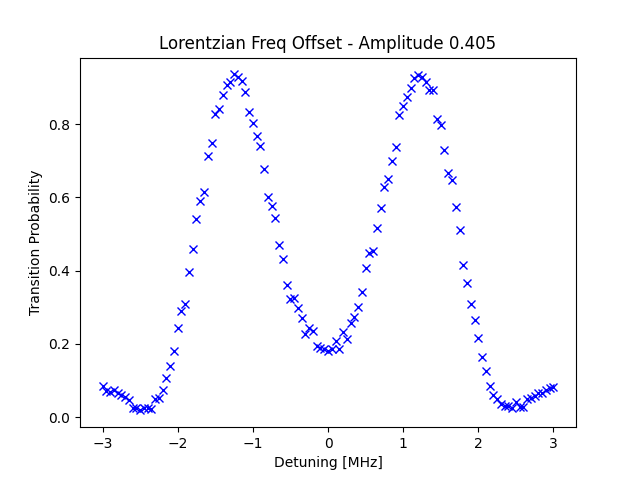 Lorentzian Freq Offset - Amplitude 0.405
Transition Probability
0.8
0.6
0.4
0.2
0.0
−3 −2 −1 0 1 2 3
Detuning [MHz]